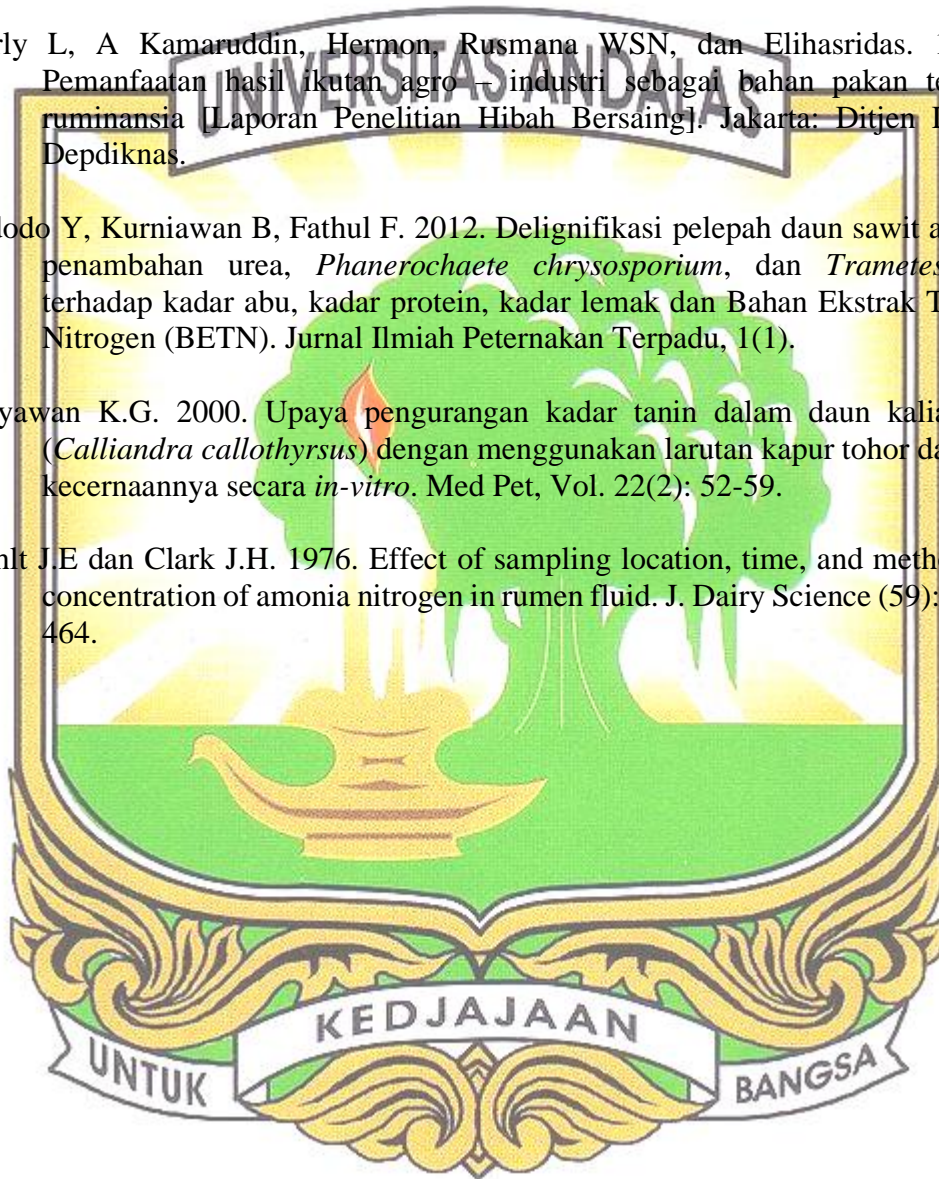 rly L, A Kamaruddin, Hermon, Rusmana WSN, dan Elihasridas.
Pemanfaatan hasil ikutan agro – industri sebagai bahan pakan te
ruminansia [Laporan Penelitian Hibah Bersaing]. Jakarta: Ditjen
Depdiknas.
dodo Y, Kurniawan B, Fathul F. 2012. Delignifikasi pelepah daun sawit a
penambahan urea, Phanerochaete chrysosporium, dan Trametes
terhadap kadar abu, kadar protein, kadar lemak dan Bahan Ekstrak T
Nitrogen (BETN). Jurnal Ilmiah Peternakan Terpadu, 1(1).
yawan K.G. 2000. Upaya pengurangan kadar tanin dalam daun kalia
(Calliandra callothyrsus) dengan menggunakan larutan kapur tohor da
kecernaannya secara in-vitro. Med Pet, Vol. 22(2): 52-59.
hlt J.E dan Clark J.H. 1976. Effect of sampling location, time, and metho
concentration of amonia nitrogen in rumen fluid. J. Dairy Science (59):
464.
UNIVERSITAS ANDALAS
UNTUK KEDJAJAAN BANGSA